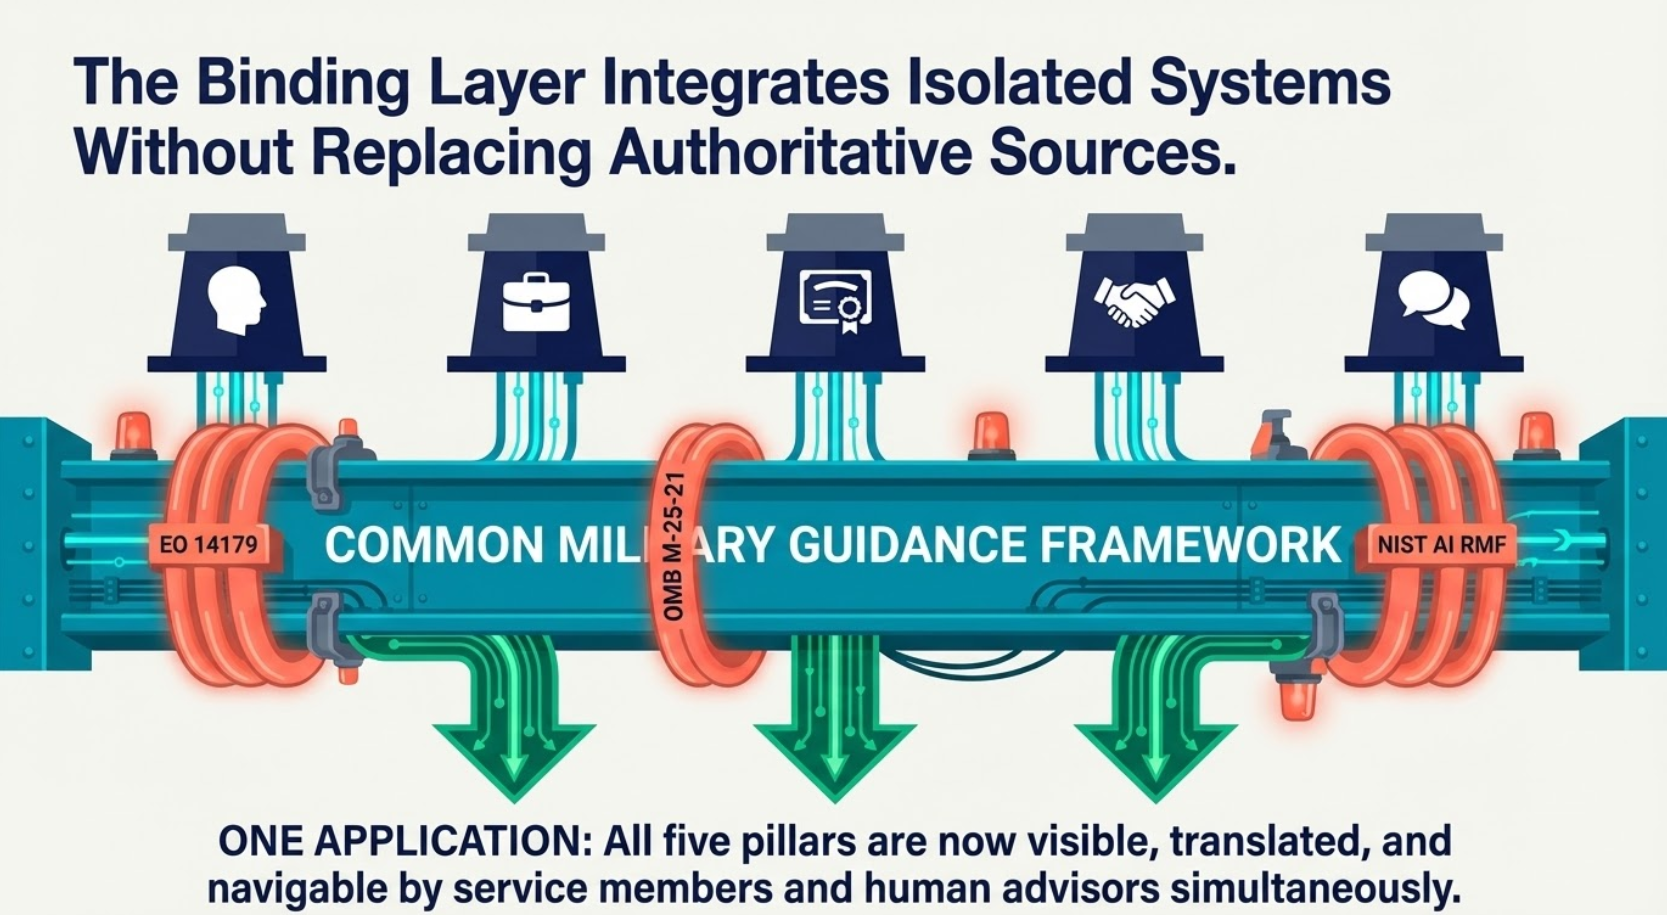 The Binding Layer Integrates Isolated Systems
Without Replacing Authoritative Sources.
EO 14179
COMMON MIL ARY GUIDANCE FRAMEWORK
OMB M-25-21
NIST AI RMF
ONE APPLICATION: All five pillars are now visible, translated, and
navigable by service members and human advisors simultaneously.